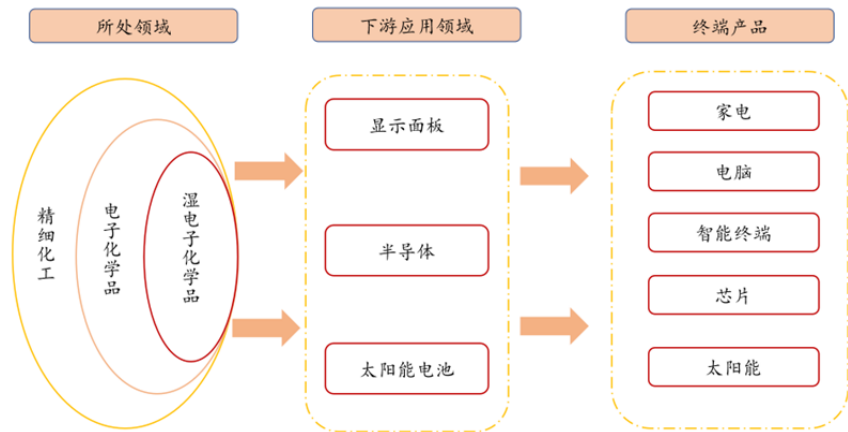 所处领域
下游应用领域
终端产品
精细化工
电子化学品
湿电子化学品
显示面板
半导体
太阳能电池
家电
电脑
智能终端
芯片
太阳能